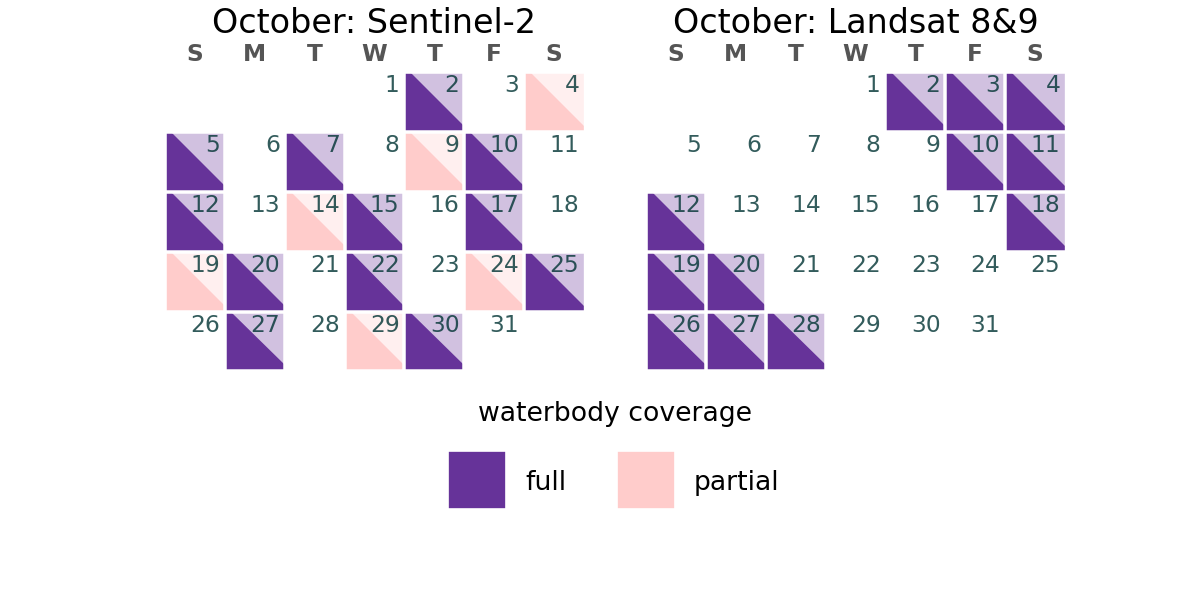 October: Sentinel-2
S M T W T F S
1 2 3 4
5 6 7 8 9 10 11
12 13 14 15 16 17 18
19 20 21 22 23 24 25
26 27 28 29 30 31
October: Landsat 8&9
S M T W T F S
1 2 3 4
5 6 7 8 9 10 11
12 13 14 15 16 17 18
19 20 21 22 23 24 25
26 27 28 29 30 31
waterbody coverage
full partial